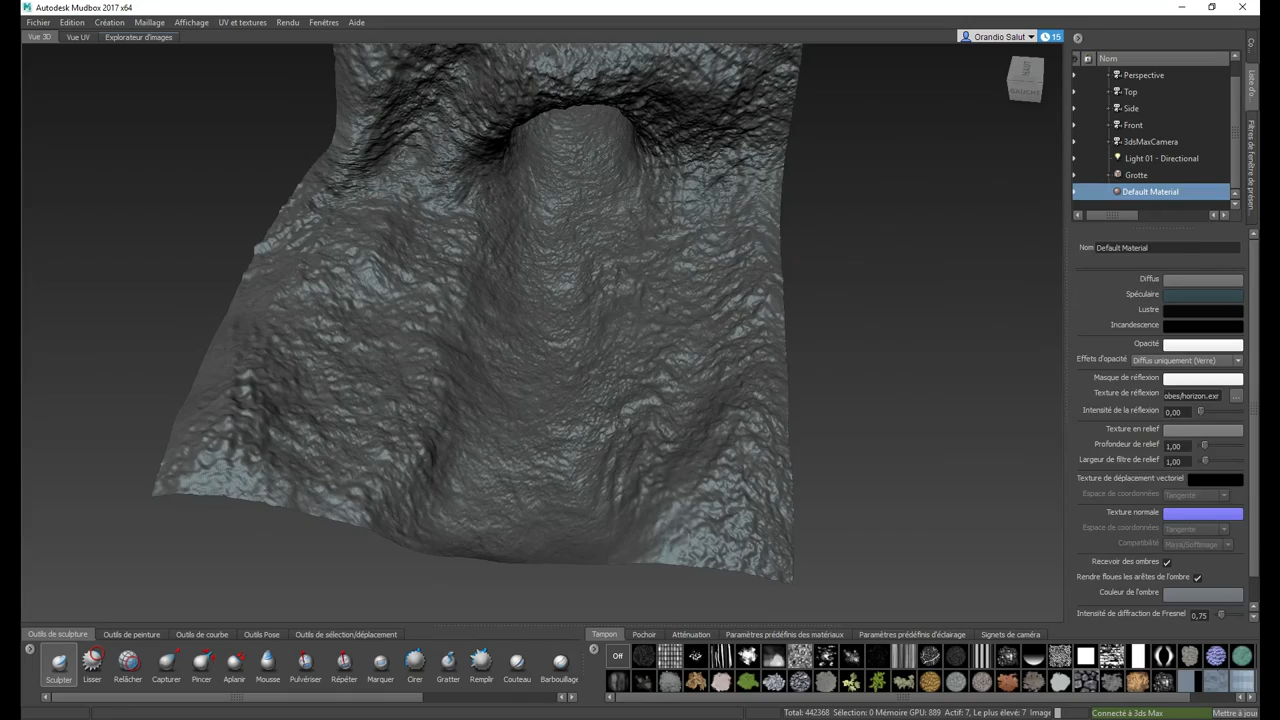 Autodesk Mudbox 2017 x64
Fichier Edition Création Maillage Affichage UV et textures Rendu Fenêtres Aide
Vue 3D Vue UV Explorateur d'images
Orandio Salut 15
GAUCHE
Nom
Perspective
Top
Side
Front
3dsMaxCamera
Light 01 - Directional
Grotte
Default Material
Co...
Liste d'o...
Filtres de fenêtre de présen...
Nom Default Material
Diffus
Spéculaire
Lustre
Incandescence
Opacité
Effets d'opacité Diffus uniquement (Verre)
Masque de réflexion
Texture de réflexion obes/horizon.exr ...
Intensité de la réflexion 0,00
Texture en relief
Profondeur de relief 1,00
Largeur de filtre de relief 1,00
Texture de déplacement vectoriel
Espace de coordonnées Tangente
Texture normale
Espace de coordonnées Tangente
Compatibilité Maya/Softimage
Recevoir des ombres
Rendre floues les arêtes de l'ombre
Couleur de l'ombre
Intensité de diffraction de Fresnel 0,75
Outils de sculpture Outils de peinture Outils de courbe Outils Pose Outils de sélection/déplacement
Tampon Pochoir Atténuation Paramètres prédéfinis des matériaux Paramètres prédéfinis d'éclairage Signets de caméra
Off
Sculpter Lisser Relâcher Capturer Pincer Aplanir Mousse Pulvériser Répéter Marquer Cirer Gratter Remplir Couteau Barbouillage
Total: 442368 Sélection: 0 Mémoire GPU: 889 Actif: 7, Le plus élevé: 7 Image
Connecté à 3ds Max
Mettre à jour